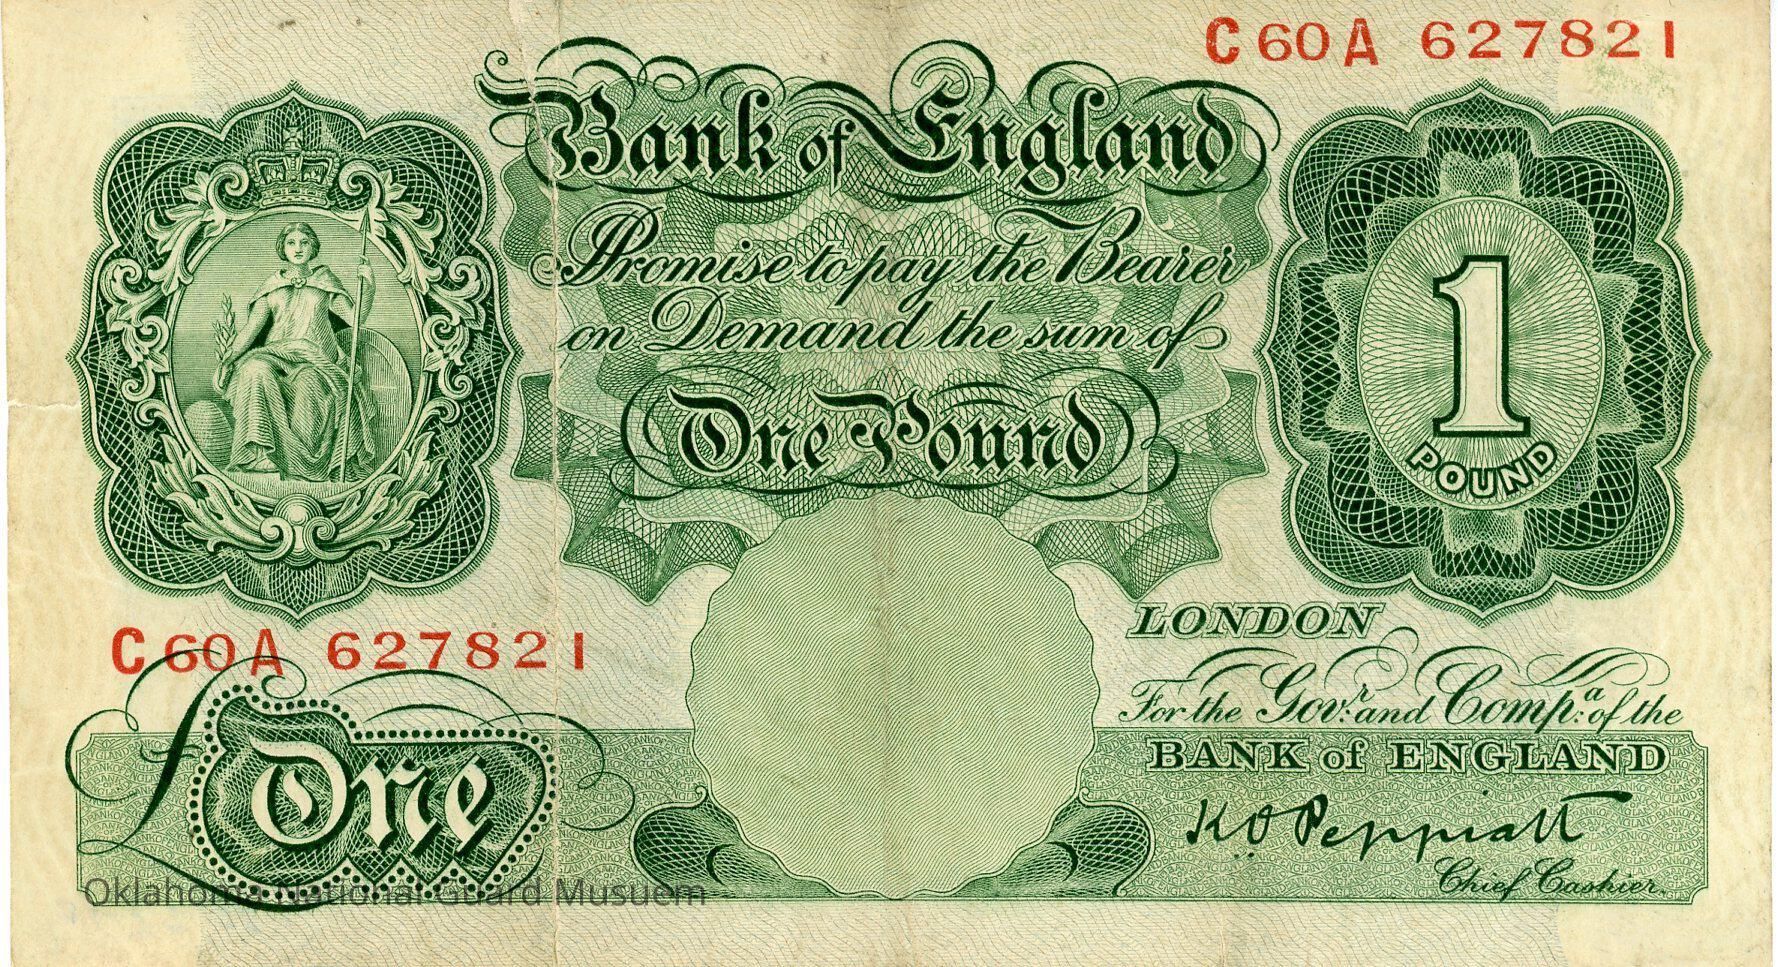 C60A 627821
Bank of England
I Promise to pay the Bearer
on Demand the sum of
One Pound
1
POUND
C60A 627821
LONDON
For the Govr. and Compa. of the
BANK of ENGLAND
£One
K O Peppiatt
Chief Cashier.
Oklahoma National Guard Musuem